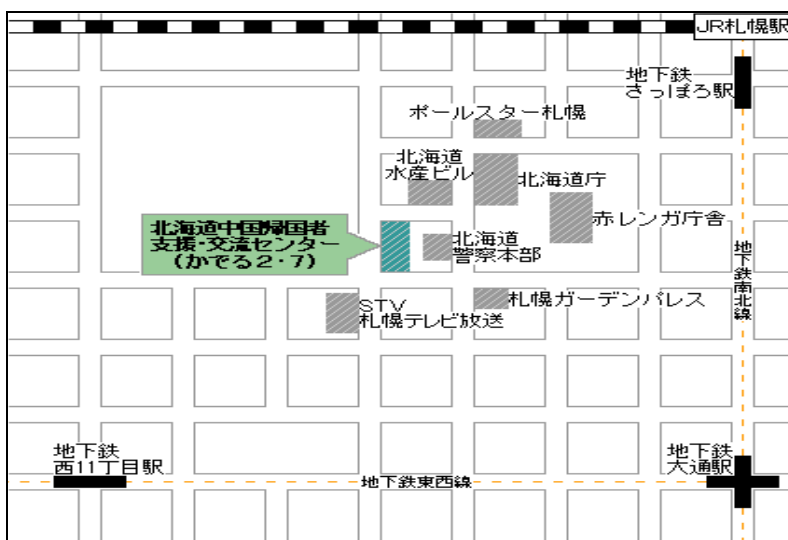 JR札幌駅
地下鉄
さっぽろ駅
ポールスター札幌
北海道
水産ビル
北海道庁
赤レンガ庁舎
北海道中国帰国者
支援・交流センター
(かでる2・7)
北海道
警察本部
地下鉄南北線
STV
札幌テレビ放送
札幌ガーデンパレス
地下鉄
西11丁目駅
地下鉄東西線
地下鉄
大通駅